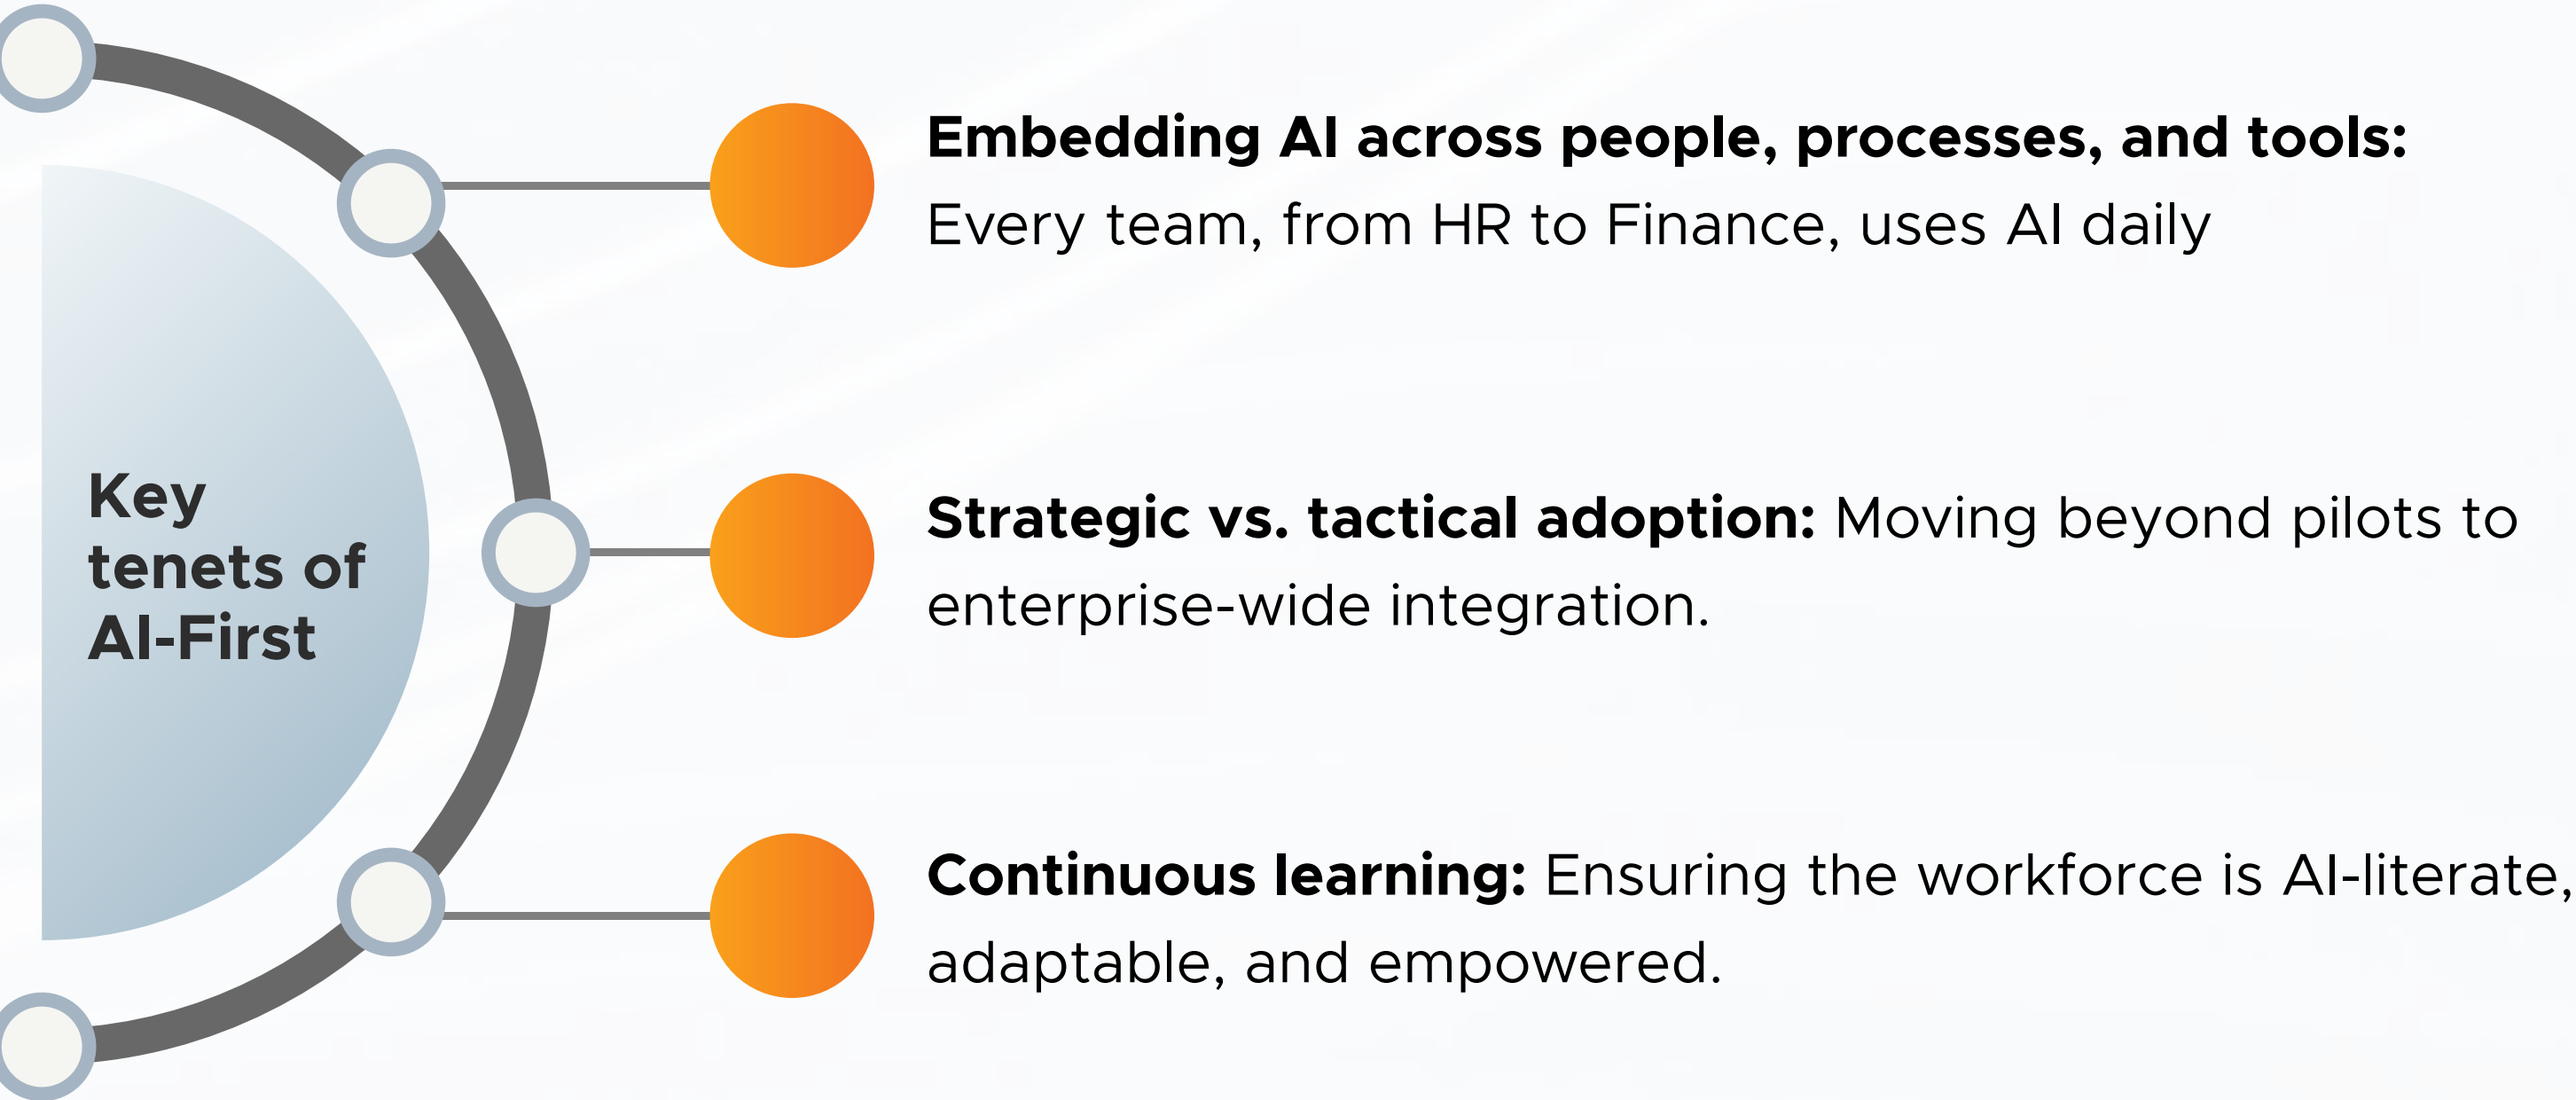 Key
tenets of
AI-First
Embedding AI across people, processes, and tools:
Every team, from HR to Finance, uses AI daily
Strategic vs. tactical adoption: Moving beyond pilots to
enterprise-wide integration.
Continuous learning: Ensuring the workforce is AI-literate,
adaptable, and empowered.